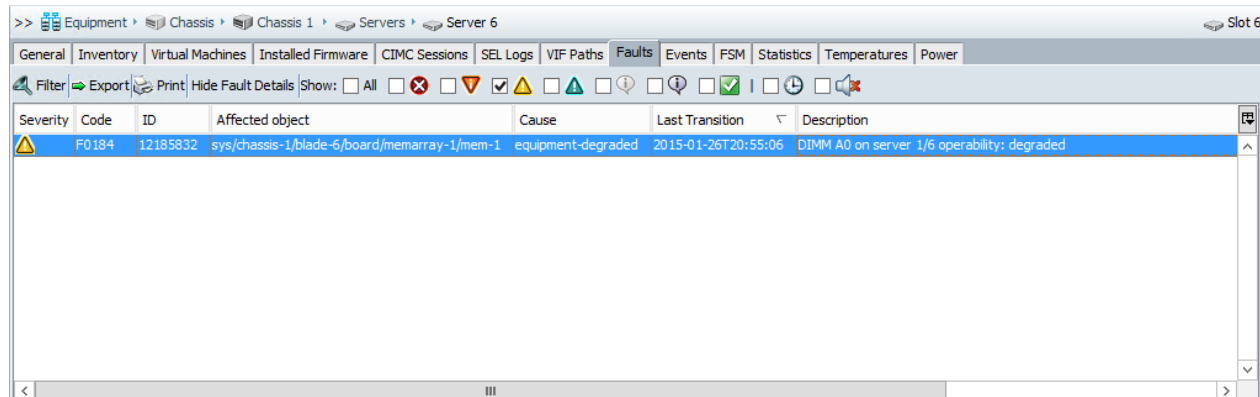 >> Equipment Chassis Chassis 1 Servers Server 6 Slot 6
General Inventory Virtual Machines Installed Firmware CIMC Sessions SEL Logs VIF Paths Faults Events FSM Statistics Temperatures Power
Filter Export Print Hide Fault Details Show: All
Severity Code ID Affected object Cause Last Transition Description
F0184 12185832 sys/chassis-1/blade-6/board/memarray-1/mem-1 equipment-degraded 2015-01-26T20:55:06 DIMM A0 on server 1/6 operability: degraded